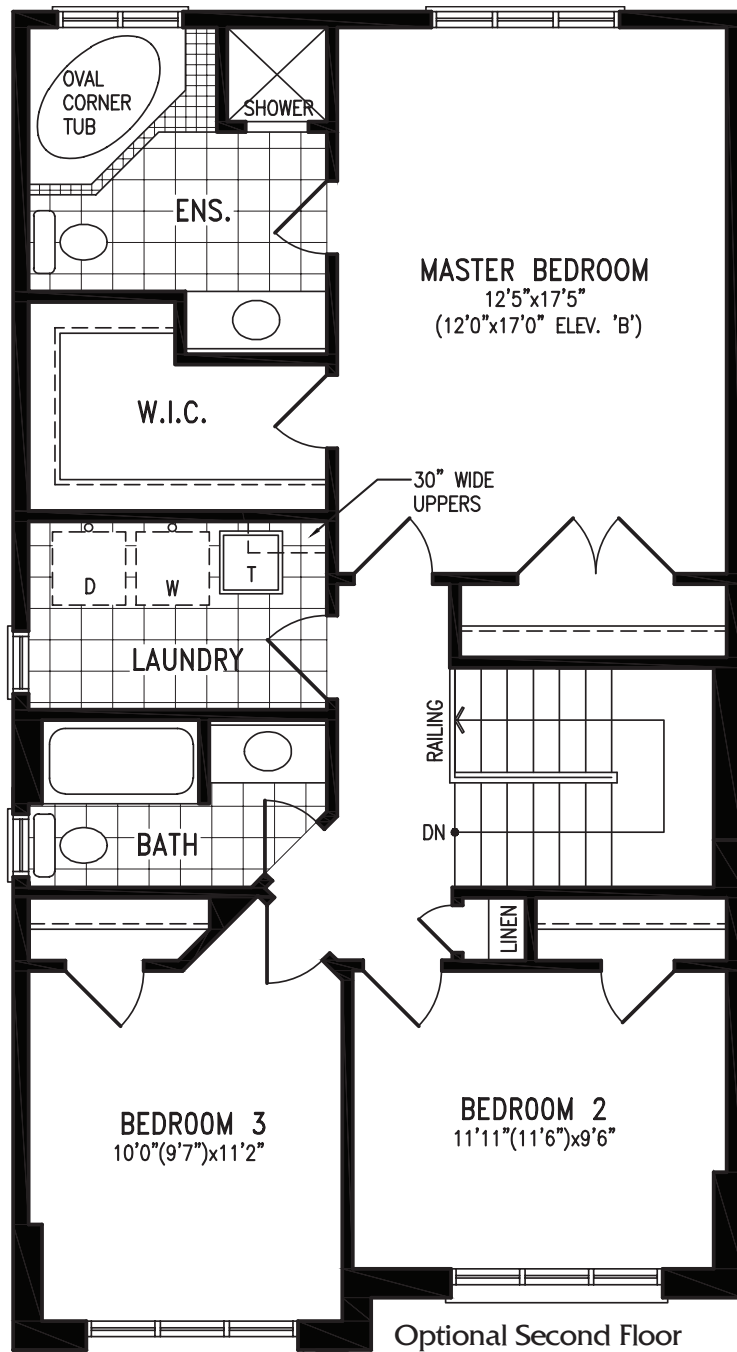 OVAL
CORNER
TUB
SHOWER
ENS.
MASTER BEDROOM
12'5"x17'5"
(12'0"x17'0" ELEV. 'B')
W.I.C.
30" WIDE
UPPERS
D
W
T
LAUNDRY
RAILING
DN
BATH
LINEN
BEDROOM 3
10'0"(9'7")x11'2"
BEDROOM 2
11'11"(11'6")x9'6"
Optional Second Floor